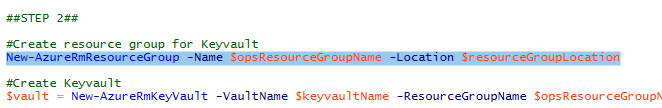 ##STEP 2##
#Create resource group for Keyvault
New-AzureRmResourceGroup -Name $opsResourceGroupName -Location $resourceGroupLocation
#Create Keyvault
$vault = New-AzureRmKeyVault -VaultName $keyvaultName -ResourceGroupName $opsResourceGroupN